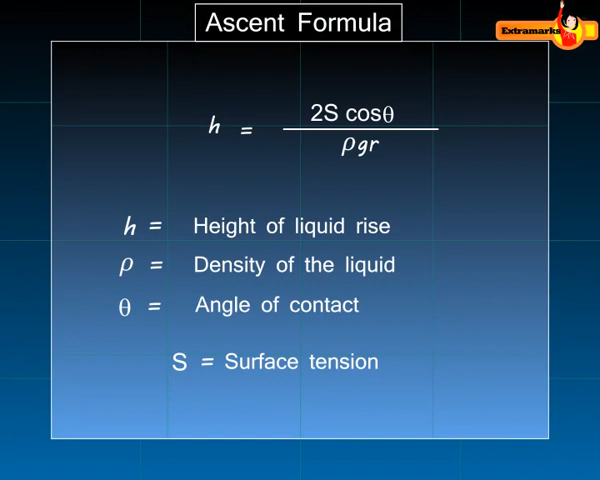 Ascent Formula
Extramarks
h = 2S cosθ
ρgr
h = Height of liquid rise
ρ = Density of the liquid
θ = Angle of contact
S = Surface tension